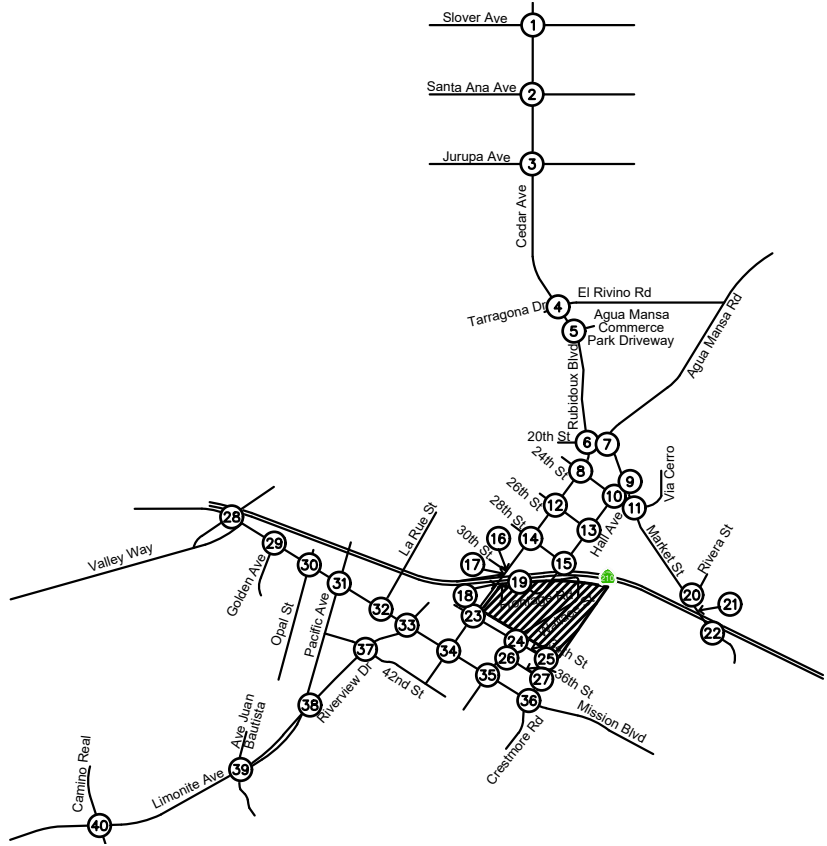 Slover Ave
1
Santa Ana Ave
2
Jurupa Ave
3
Cedar Ave
El Rivino Rd
4
Tarragona Dr
Agua Mansa
Commerce
Park Driveway
5
Agua Mansa Rd
Rubidoux Blvd
20th St
6
7
24th St
8
9
Via Cerro
10
11
26th St
12
13
Hall Ave
28th St
14
Market St
30th St
16
15
17
19
210
18
Rivera St
20
21
22
Frontage Rd
23
24
25
36th St
26
27
28
Valley Way
29
Golden Ave
30
Opal St
31
Pacific Ave
La Rue St
32
33
34
35
36
37
42nd St
Riverview Dr
38
Mission Blvd
Crestmore Rd
Ave Juan
Bautista
39
Limonite Ave
Camino Real
40